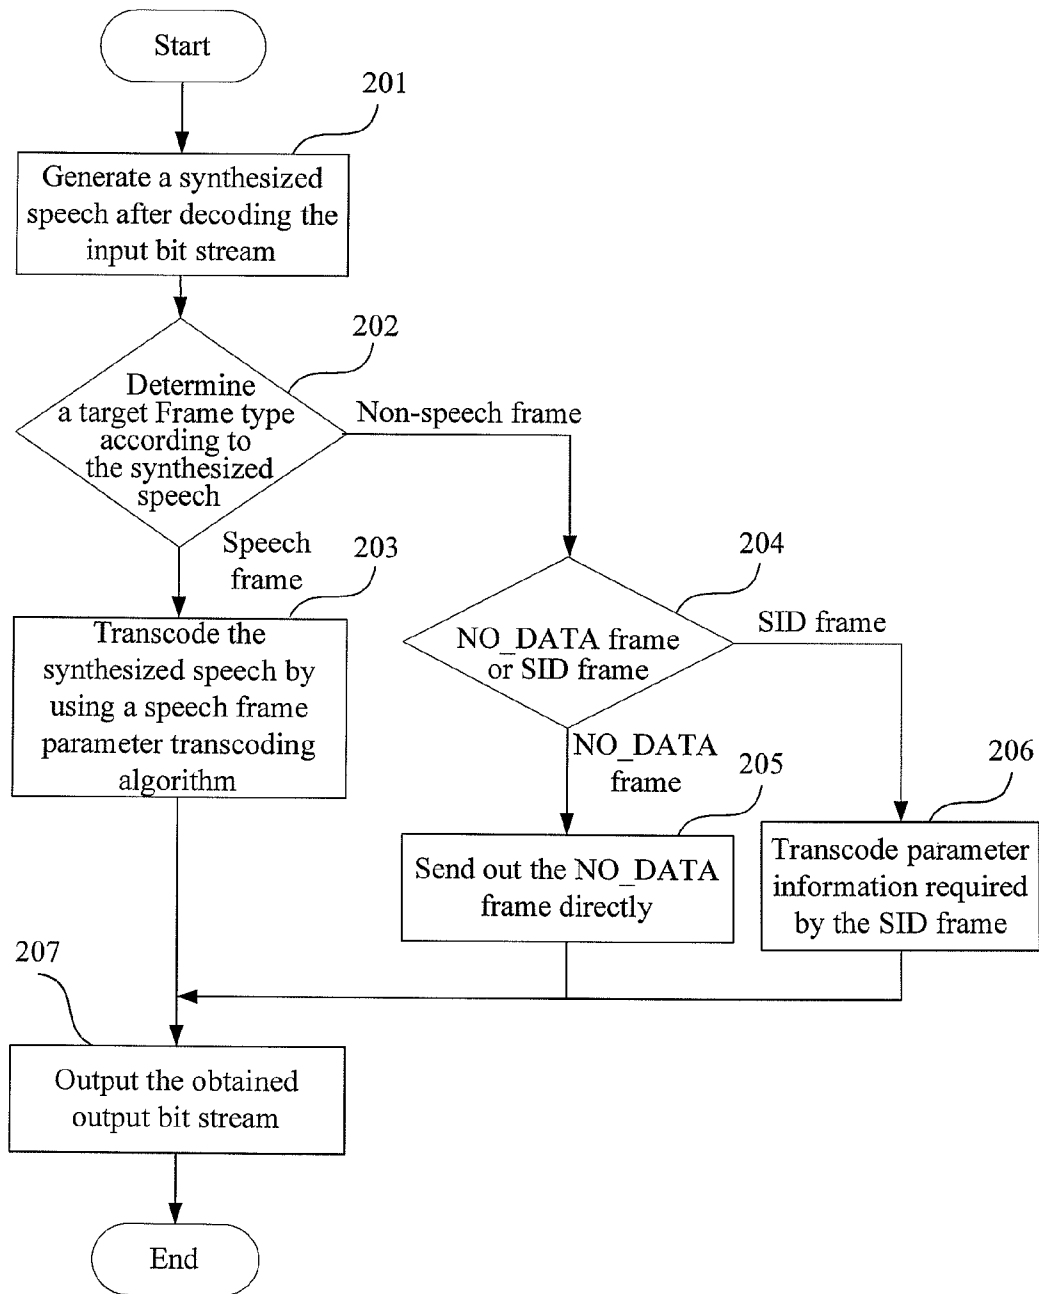 Start
201
Generate a synthesized
speech after decoding the
input bit stream
202
Determine
a target Frame type
according to
the synthesized
speech
Non-speech frame
Speech
frame
203
204
Transcode the
synthesized speech by
using a speech frame
parameter transcoding
algorithm
NO_DATA frame
or SID frame
SID frame
NO_DATA
frame
205
206
Send out the NO_DATA
frame directly
Transcode parameter
information required
by the SID frame
207
Output the obtained
output bit stream
End